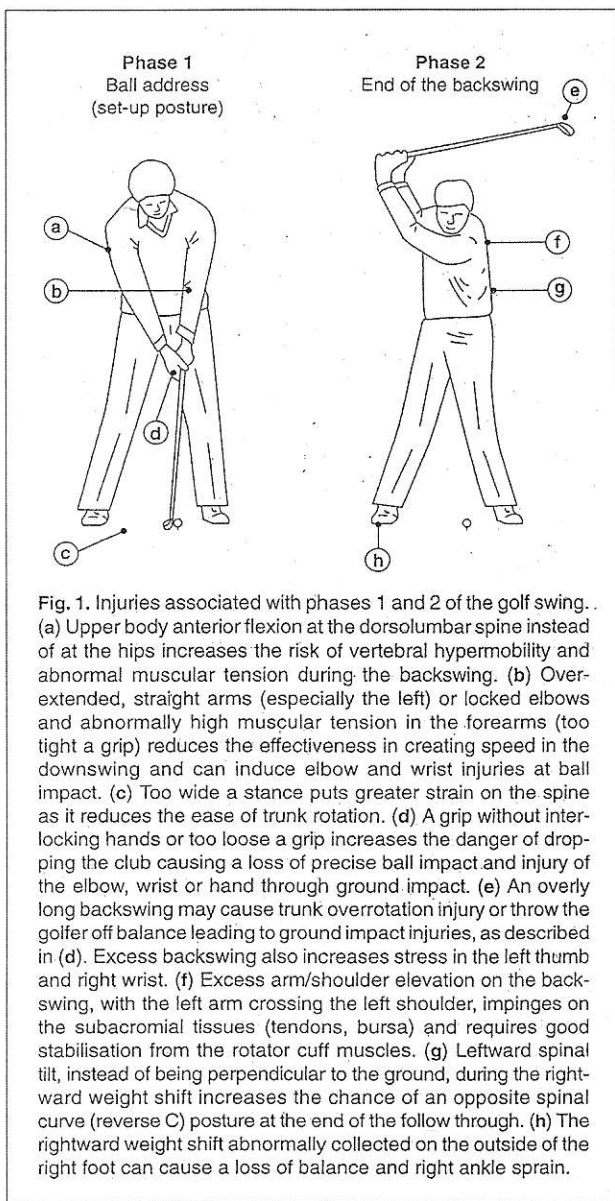 Phase 1
Ball address
(set-up posture)
Phase 2
End of the backswing
e
a
f
b
g
d
c
h
Fig. 1. Injuries associated with phases 1 and 2 of the golf swing.
(a) Upper body anterior flexion at the dorsolumbar spine instead
of at the hips increases the risk of vertebral hypermobility and
abnormal muscular tension during the backswing. (b) Over-
extended, straight arms (especially the left) or locked elbows
and abnormally high muscular tension in the forearms (too
tight a grip) reduces the effectiveness in creating speed in the
downswing and can induce elbow and wrist injuries at ball
impact. (c) Too wide a stance puts greater strain on the spine
as it reduces the ease of trunk rotation. (d) A grip without inter-
locking hands or too loose a grip increases the danger of drop-
ping the club causing a loss of precise ball impact and injury of
the elbow, wrist or hand through ground impact. (e) An overly
long backswing may cause trunk overrotation injury or throw the
golfer off balance leading to ground impact injuries, as described
in (d). Excess backswing also increases stress in the left thumb
and right wrist. (f) Excess arm/shoulder elevation on the back-
swing, with the left arm crossing the left shoulder, impinges on
the subacromial tissues (tendons, bursa) and requires good
stabilisation from the rotator cuff muscles. (g) Leftward spinal
tilt, instead of being perpendicular to the ground, during the right-
ward weight shift increases the chance of an opposite spinal
curve (reverse C) posture at the end of the follow through. (h) The
rightward weight shift abnormally collected on the outside of the
right foot can cause a loss of balance and right ankle sprain.